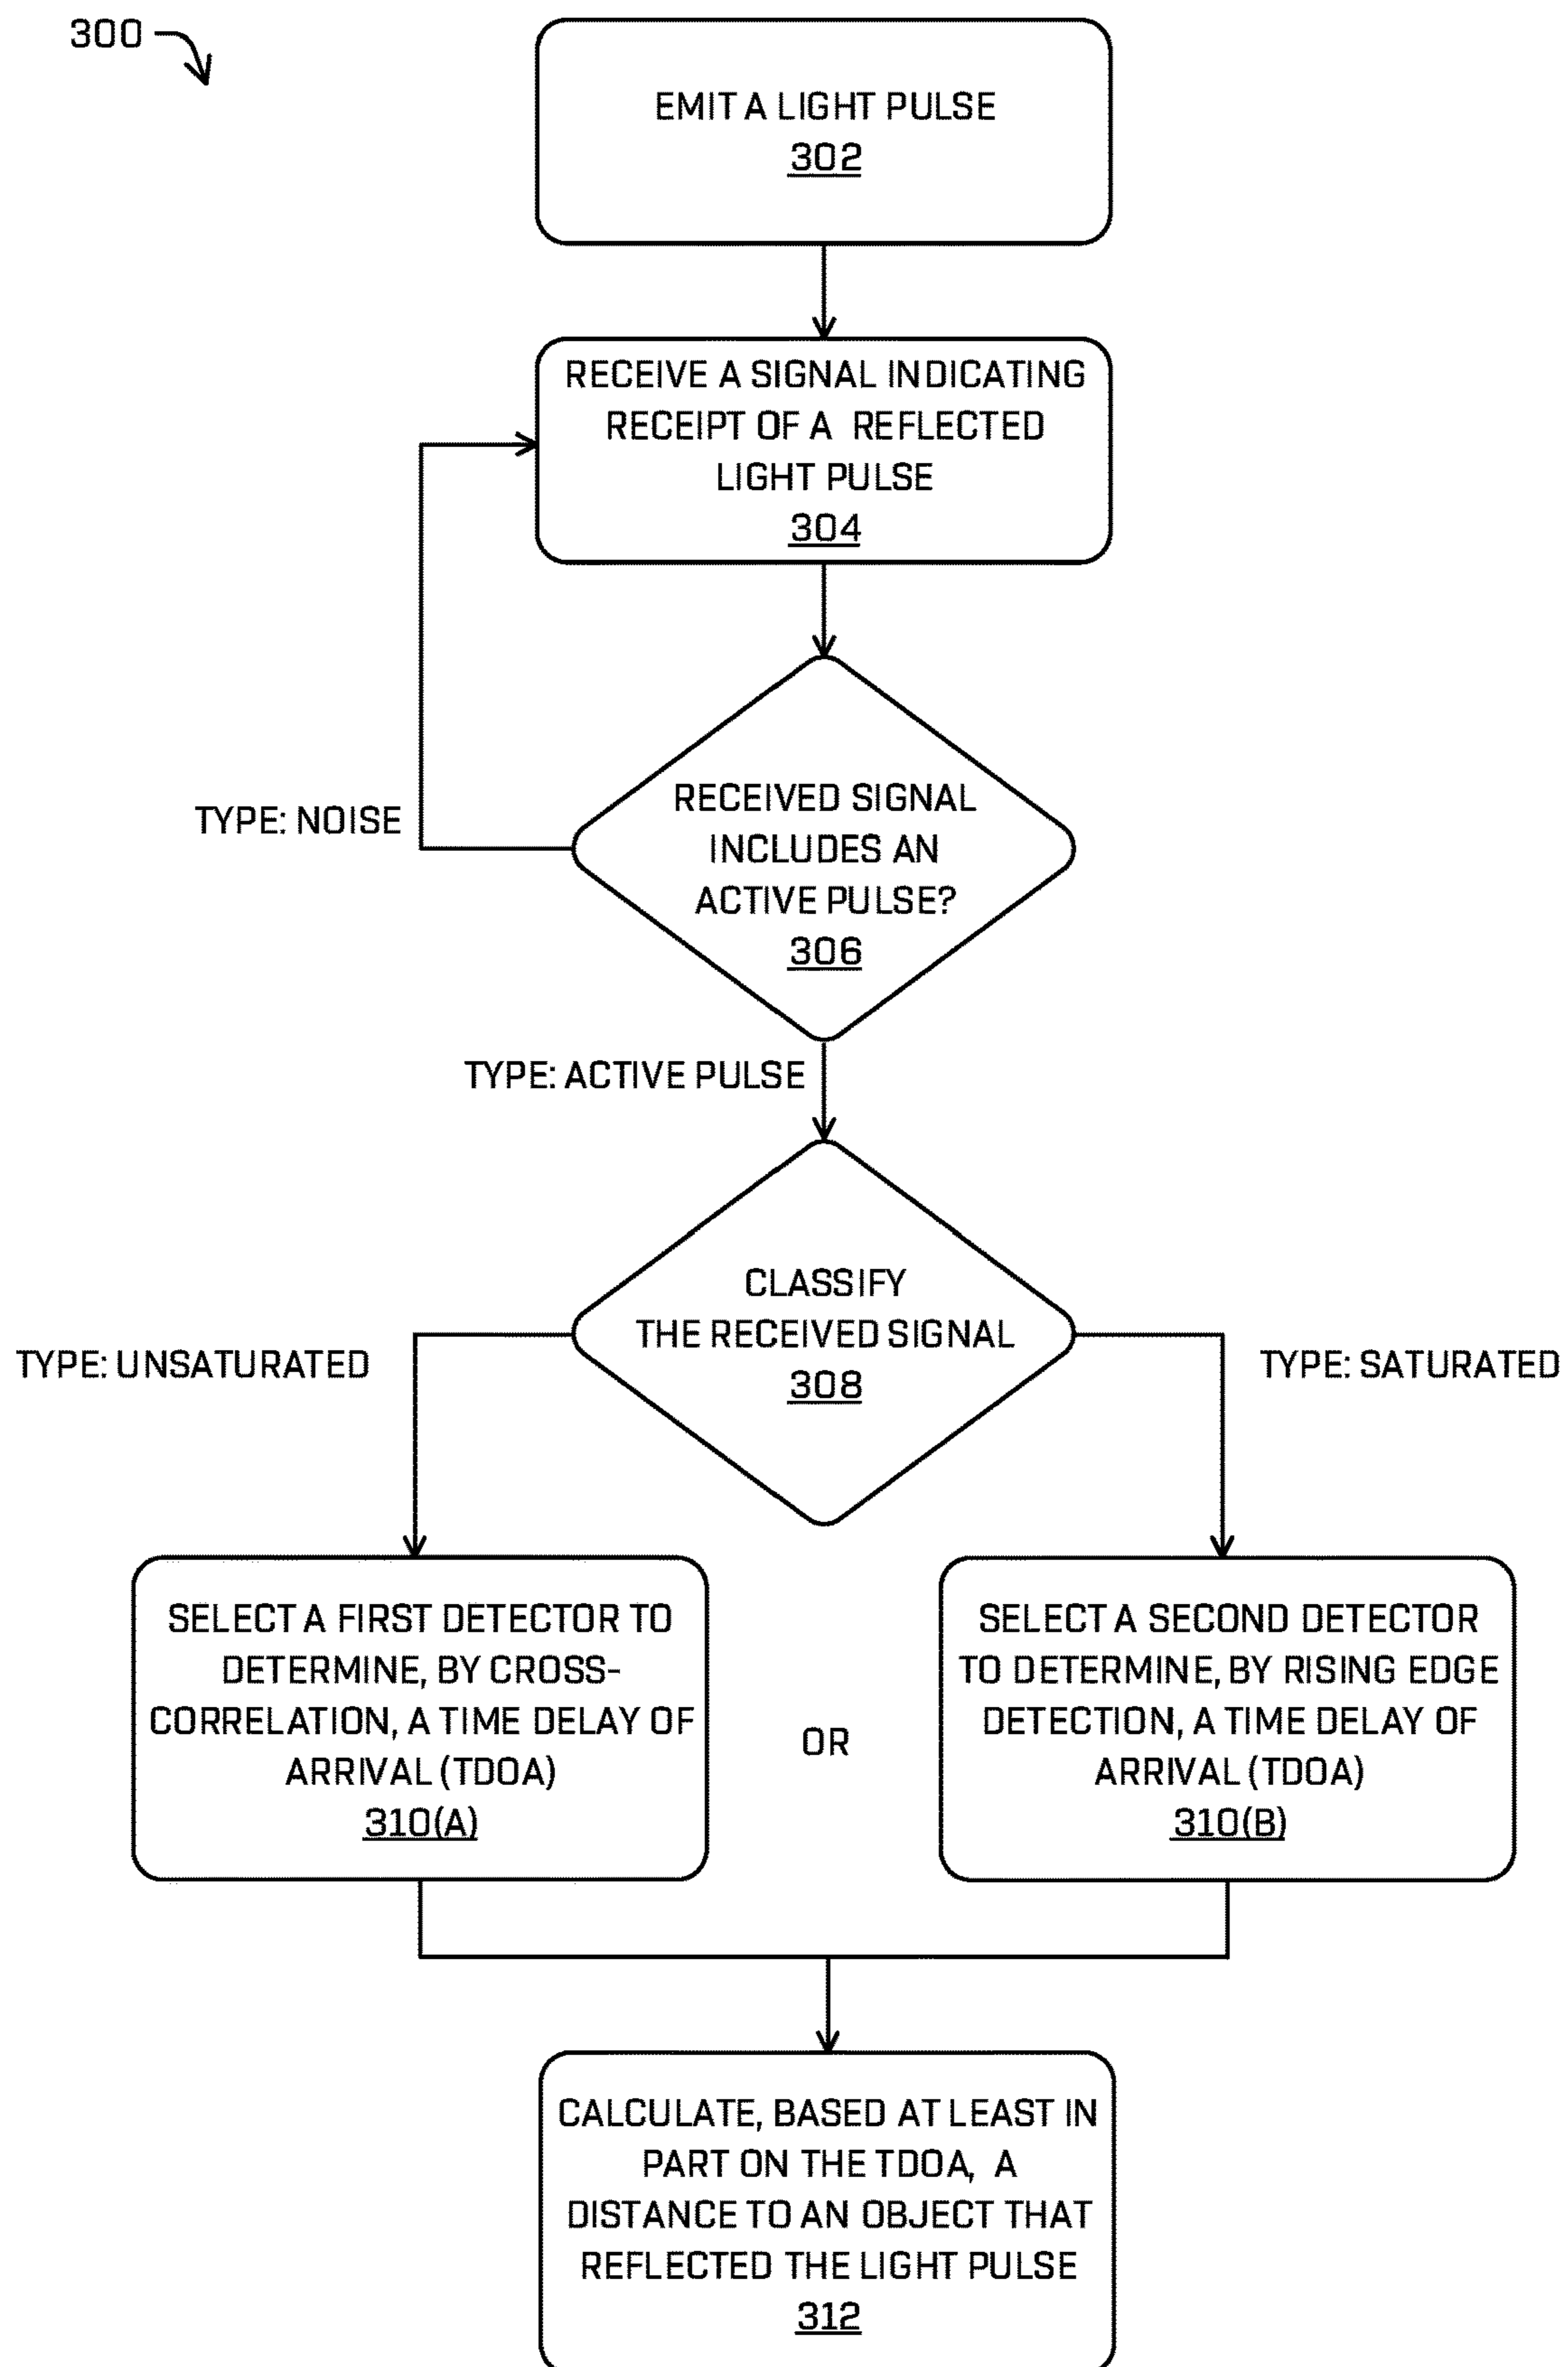 300
EMIT A LIGHT PULSE
302
RECEIVE A SIGNAL INDICATING
RECEIPT OF A REFLECTED
LIGHT PULSE
304
TYPE: NOISE
RECEIVED SIGNAL
INCLUDES AN
ACTIVE PULSE?
306
TYPE: ACTIVE PULSE
CLASSIFY
THE RECEIVED SIGNAL
308
TYPE: UNSATURATED
TYPE: SATURATED
SELECT A FIRST DETECTOR TO
DETERMINE, BY CROSS-
CORRELATION, A TIME DELAY OF
ARRIVAL (TDOA)
310(A)
OR
SELECT A SECOND DETECTOR
TO DETERMINE, BY RISING EDGE
DETECTION, A TIME DELAY OF
ARRIVAL (TDOA)
310(B)
CALCULATE, BASED AT LEAST IN
PART ON THE TDOA, A
DISTANCE TO AN OBJECT THAT
REFLECTED THE LIGHT PULSE
312